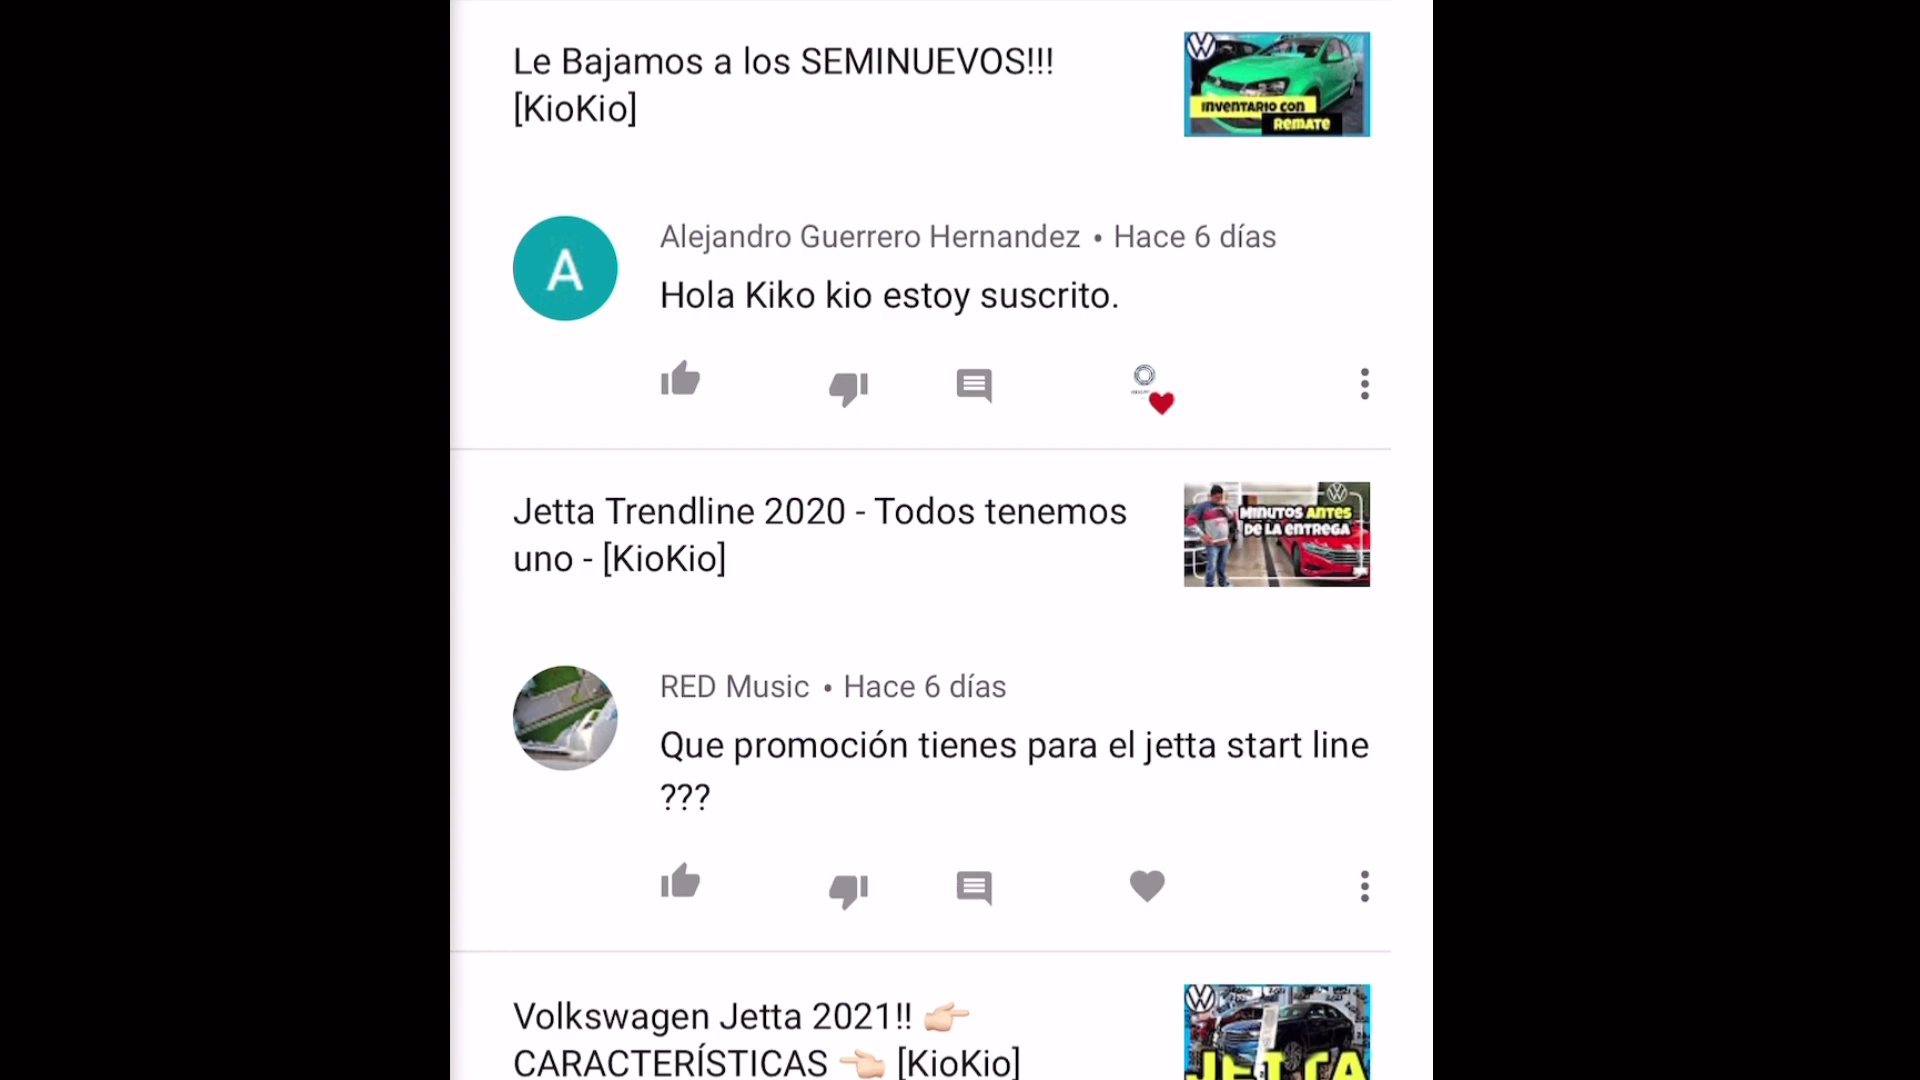 Le Bajamos a los SEMINUEVOS!!!
[KioKio]
INVENTARIO CON
REMATE
A
Alejandro Guerrero Hernandez • Hace 6 días
Hola Kiko kio estoy suscrito.
Jetta Trendline 2020 - Todos tenemos
uno - [KioKio]
MINUTOS ANTES
DE LA ENTREGA
RED Music • Hace 6 días
Que promoción tienes para el jetta start line
???
Volkswagen Jetta 2021!! 👉🏻
CARACTERÍSTICAS 👈🏻 [KioKio]
JETTA